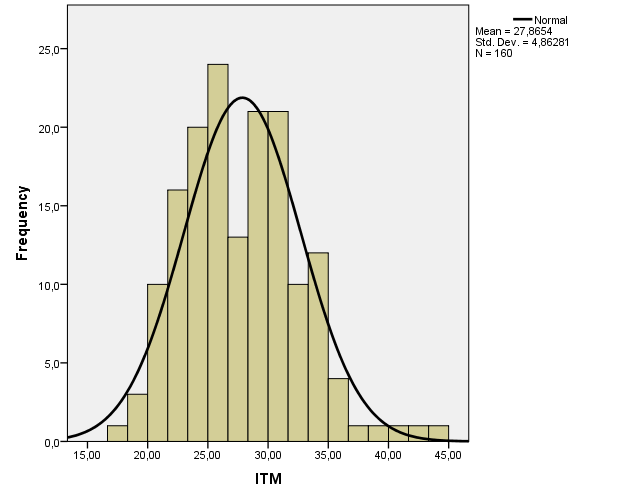 Normal
Mean = 27,8654
Std. Dev. = 4,86281
N = 160
25,0
20,0
15,0
10,0
5,0
0,0
Frequency
15,00 20,00 25,00 30,00 35,00 40,00 45,00
ITM